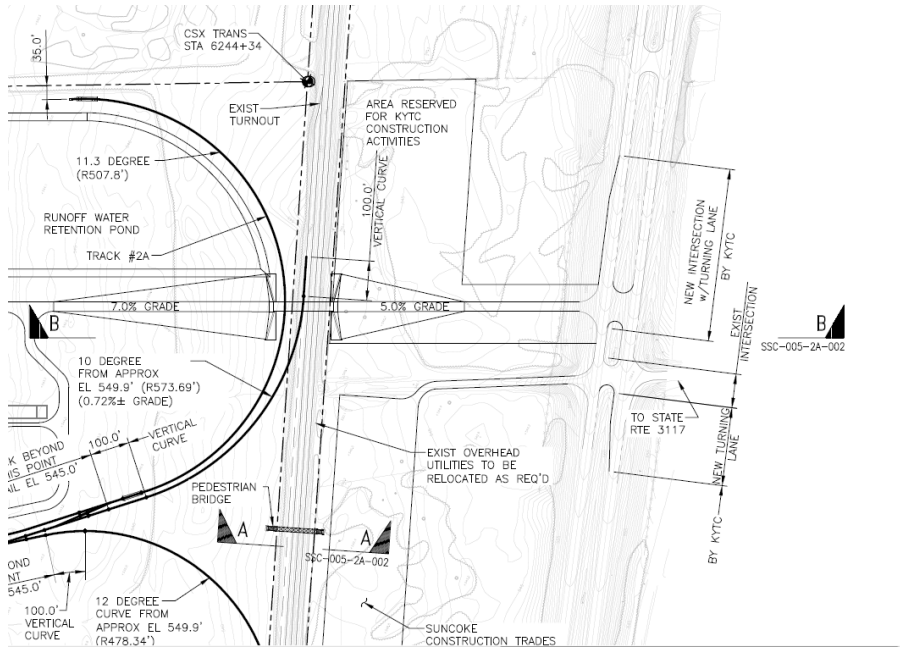 35.0'
CSX TRANS
STA 6244+34
EXIST
TURNOUT
AREA RESERVED
FOR KYTC
CONSTRUCTION
ACTIVITIES
11.3 DEGREE
(R507.8')
100.0'
VERTICAL CURVE
RUNOFF WATER
RETENTION POND
TRACK #2A
NEW INTERSECTION
w/TURNING LANE
BY KYTC
7.0% GRADE
5.0% GRADE
B
B
SSC-005-2A-002
EXIST
INTERSECTION
10 DEGREE
FROM APPROX
EL 549.9' (R573.69')
(0.72%± GRADE)
TO STATE
RTE 3117
NEW TURNING
LANE
BY KYTC
100.0'
VERTICAL
CURVE
K BEYOND
IS POINT
IL EL 545.0'
EXIST OVERHEAD
UTILITIES TO BE
RELOCATED AS REQ'D
PEDESTRIAN
BRIDGE
A
A
SSC-005-2A-002
OND
NT
545.0'
100.0'
VERTICAL
CURVE
12 DEGREE
CURVE FROM
APPROX EL 549.9'
(R478.34')
SUNCOKE
CONSTRUCTION TRADES